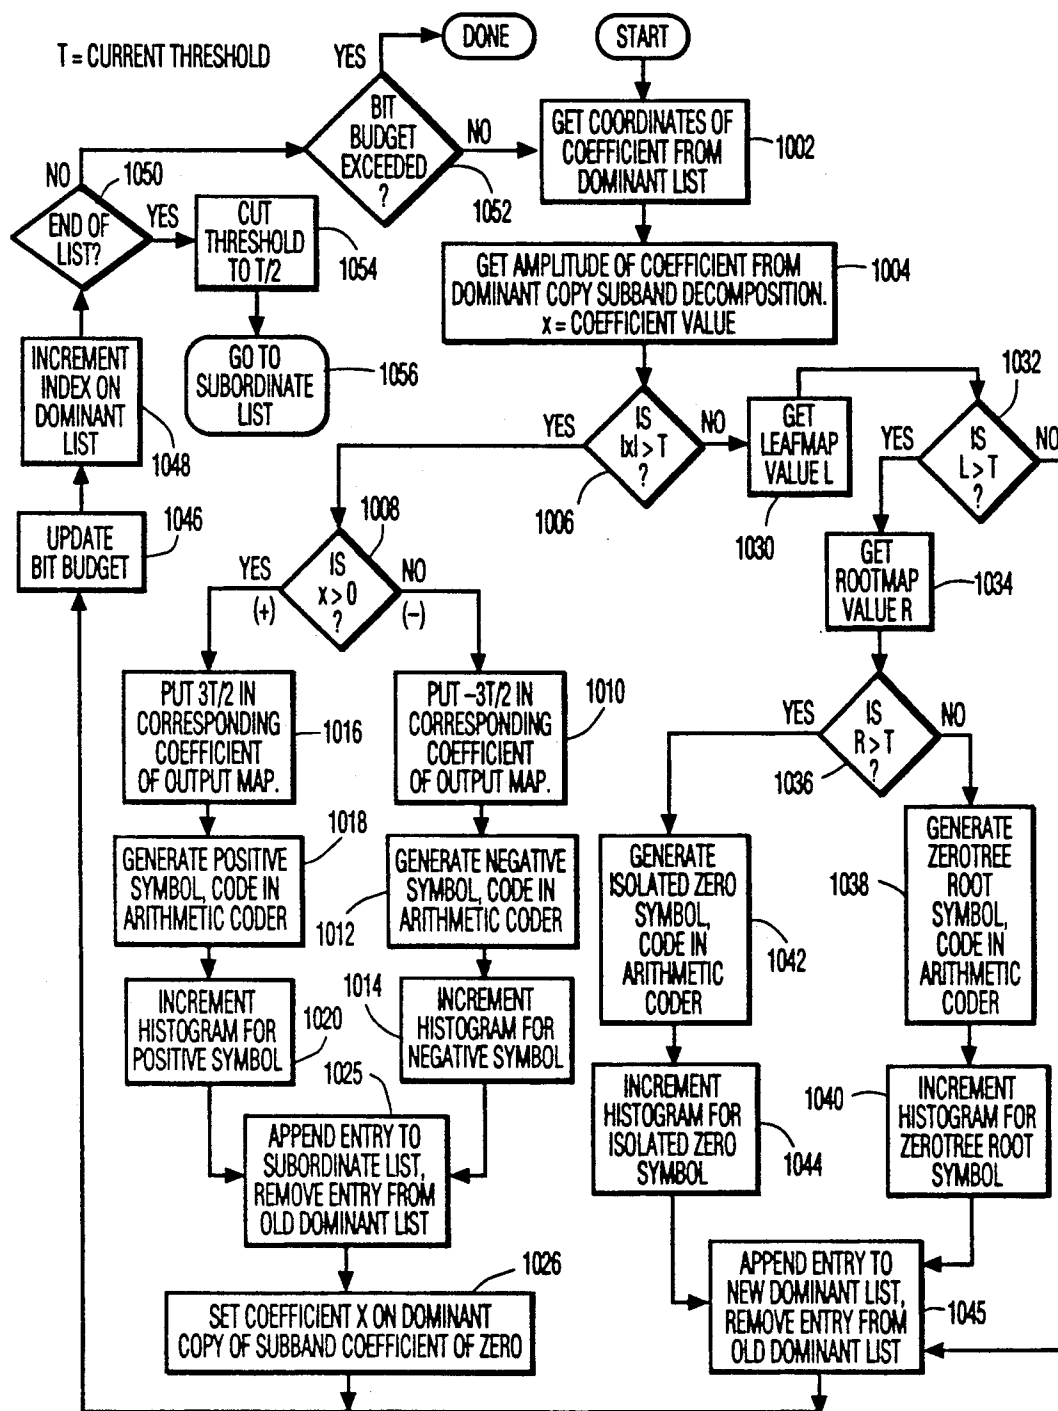 T = CURRENT THRESHOLD
YES
DONE
START
BIT
BUDGET
EXCEEDED
?
NO
1052
GET COORDINATES OF
COEFFICIENT FROM
DOMINANT LIST
1002
NO
1050
END OF
LIST?
YES
CUT
THRESHOLD
TO T/2
1054
GET AMPLITUDE OF COEFFICIENT FROM
DOMINANT COPY SUBBAND DECOMPOSITION.
x = COEFFICIENT VALUE
1004
GO TO
SUBORDINATE
LIST
1056
INCREMENT
INDEX ON
DOMINANT
LIST
1048
YES
IS
|x| > T
?
NO
1006
GET
LEAFMAP
VALUE L
1030
1032
YES
IS
L > T
?
NO
UPDATE
BIT BUDGET
1046
1008
YES
(+)
IS
x > 0
?
NO
(–)
GET
ROOTMAP
VALUE R
1034
PUT 3T/2 IN
CORRESPONDING
COEFFICIENT
OF OUTPUT MAP.
1016
PUT –3T/2 IN
CORRESPONDING
COEFFICIENT
OF OUTPUT MAP.
1010
YES
IS
R > T
?
NO
1036
GENERATE POSITIVE
SYMBOL, CODE IN
ARITHMETIC CODER
1018
GENERATE NEGATIVE
SYMBOL, CODE IN
ARITHMETIC CODER
1012
GENERATE
ISOLATED ZERO
SYMBOL,
CODE IN
ARITHMETIC
CODER
1042
GENERATE
ZEROTREE
ROOT
SYMBOL,
CODE IN
ARITHMETIC
CODER
1038
INCREMENT
HISTOGRAM FOR
POSITIVE SYMBOL
1020
1014
INCREMENT
HISTOGRAM FOR
NEGATIVE SYMBOL
INCREMENT
HISTOGRAM FOR
ISOLATED ZERO
SYMBOL
1044
1040
INCREMENT
HISTOGRAM FOR
ZEROTREE ROOT
SYMBOL
1025
APPEND ENTRY TO
SUBORDINATE LIST,
REMOVE ENTRY FROM
OLD DOMINANT LIST
1026
SET COEFFICIENT X ON DOMINANT
COPY OF SUBBAND COEFFICIENT OF ZERO
APPEND ENTRY TO
NEW DOMINANT LIST,
REMOVE ENTRY FROM
OLD DOMINANT LIST
1045